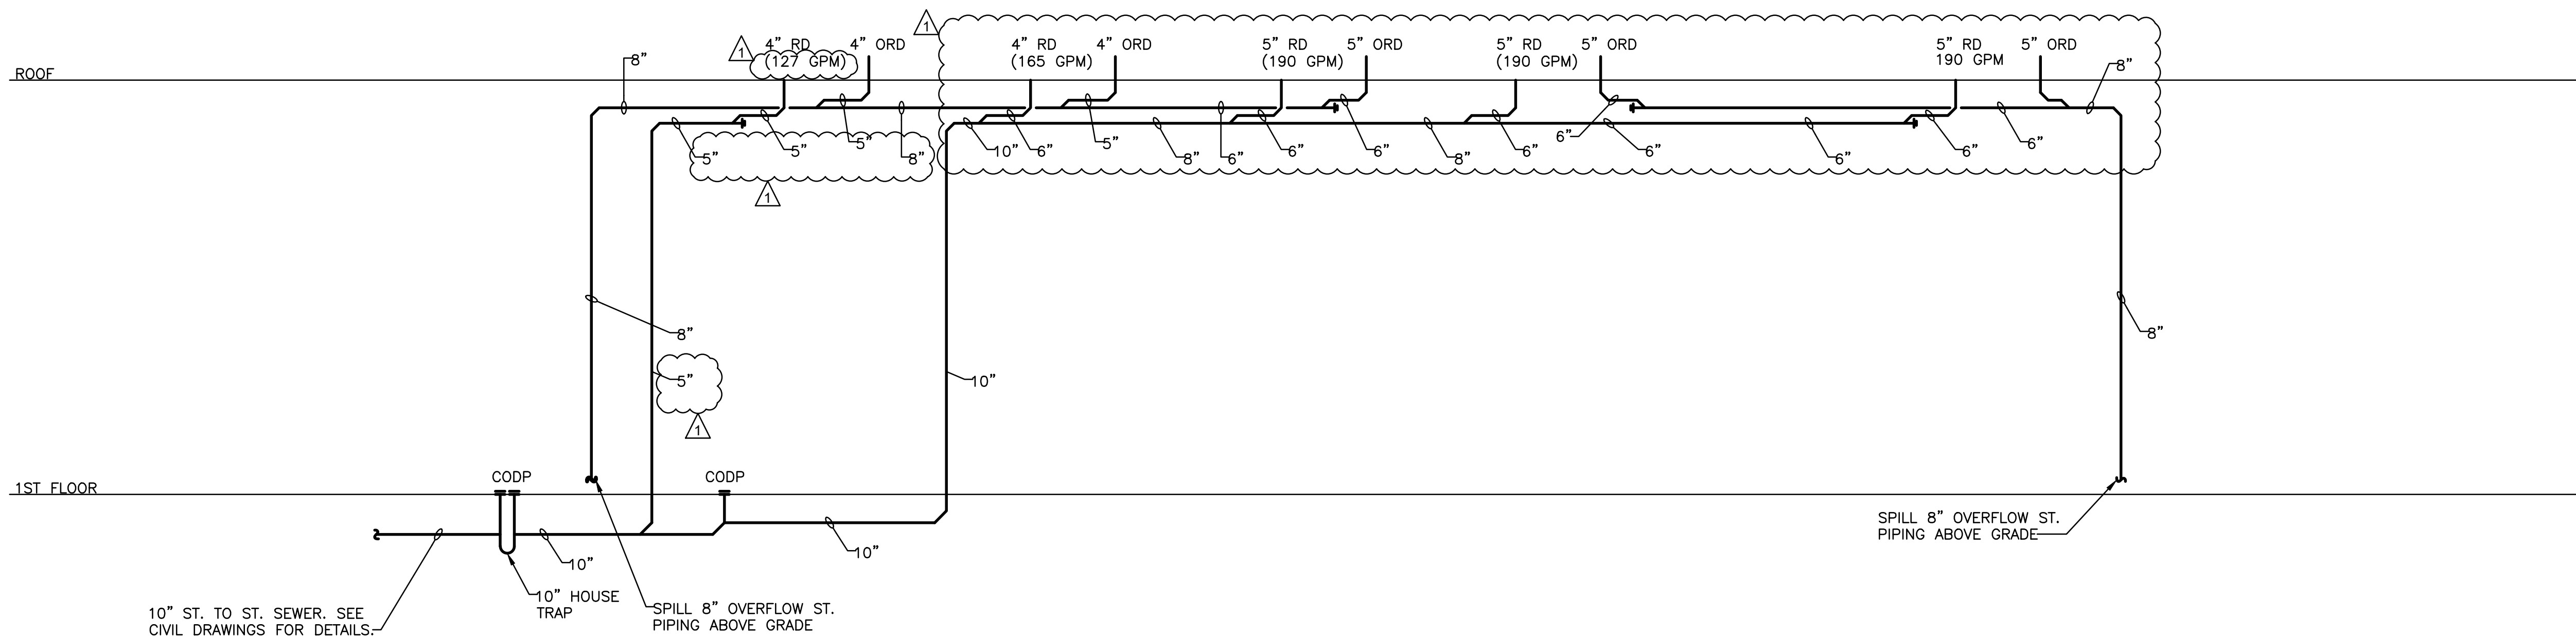 1
1
4" RD
(127 GPM)
4" ORD
4" RD
(165 GPM)
4" ORD
5" RD
(190 GPM)
5" ORD
5" RD
(190 GPM)
5" ORD
5" RD
190 GPM
5" ORD
8"
8"
ROOF
5"
5"
5"
8"
10"
6"
5"
8"
6"
6"
6"
8"
6"
6"
6"
6"
6"
6"
1
8"
8"
5"
10"
1
CODP
CODP
1ST FLOOR
10"
10"
SPILL 8" OVERFLOW ST.
PIPING ABOVE GRADE
10" HOUSE
TRAP
10" ST. TO ST. SEWER. SEE
CIVIL DRAWINGS FOR DETAILS.
SPILL 8" OVERFLOW ST.
PIPING ABOVE GRADE